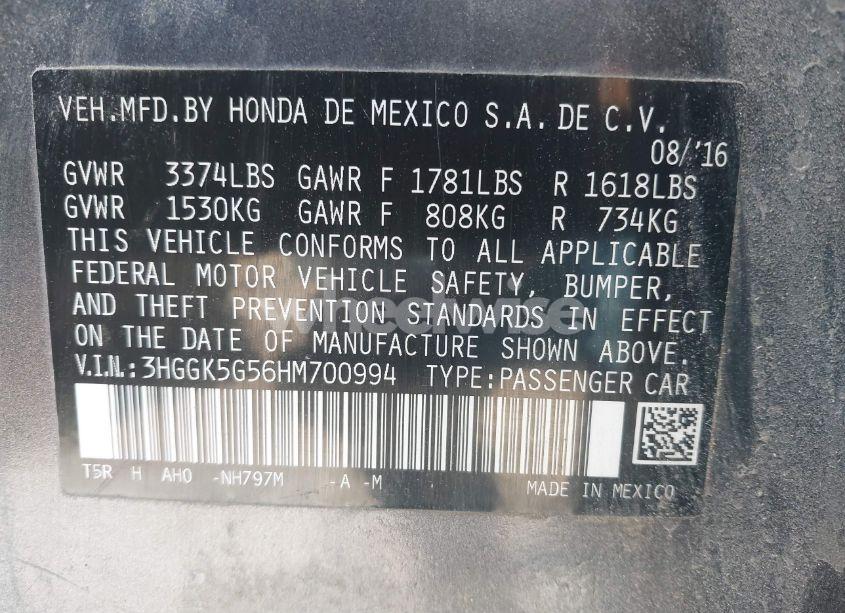 VEH.MFD.BY HONDA DE MEXICO S.A. DE C.V.
08/'16
GVWR 3374LBS GAWR F 1781LBS R 1618LBS
GVWR 1530KG GAWR F 808KG R 734KG
THIS VEHICLE CONFORMS TO ALL APPLICABLE
FEDERAL MOTOR VEHICLE SAFETY, BUMPER,
AND THEFT PREVENTION STANDARDS IN EFFECT
ON THE DATE OF MANUFACTURE SHOWN ABOVE.
V.I.N.: 3HGGK5G56HM700994 TYPE:PASSENGER CAR
T5R H AH0 -NH797M -A -M
MADE IN MEXICO
wheelwise